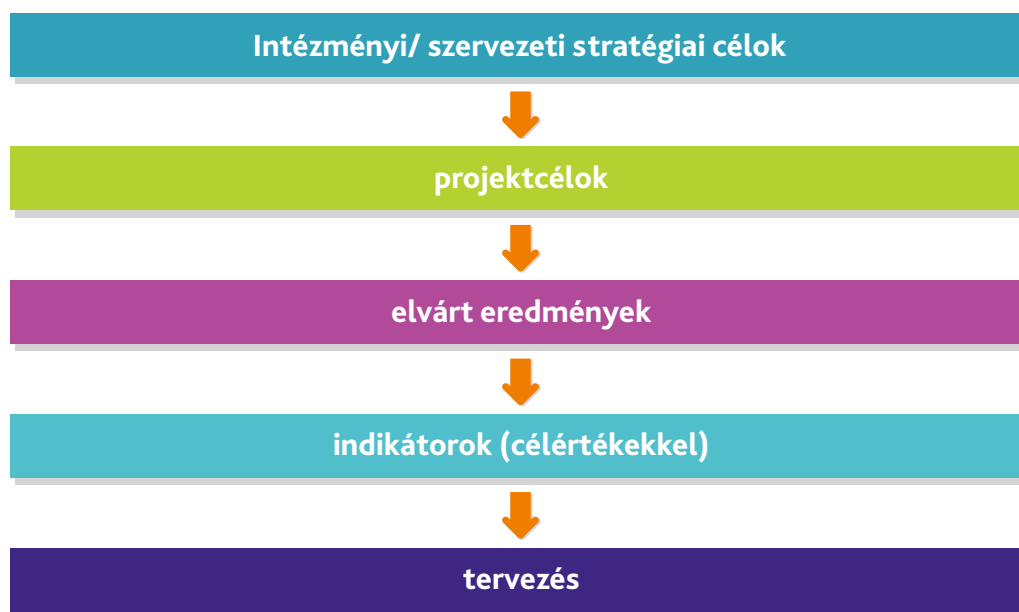 Intézményi/ szervezeti stratégiai célok
projektcélok
elvárt eredmények
indikátorok (célértékekkel)
tervezés